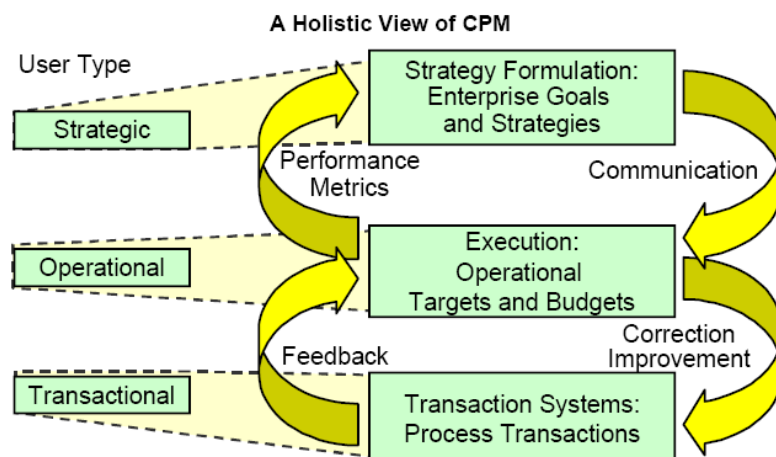 A Holistic View of CPM
User Type
Strategic
Strategy Formulation:
Enterprise Goals
and Strategies
Performance
Metrics
Communication
Operational
Execution:
Operational
Targets and Budgets
Feedback
Correction
Improvement
Transactional
Transaction Systems:
Process Transactions